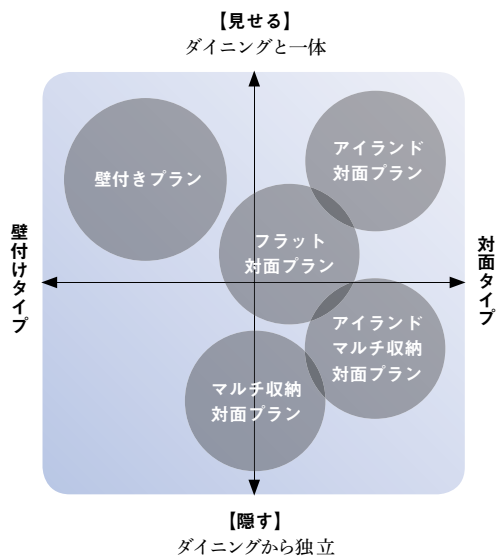 【見せる】
ダイニングと一体
アイランド
対面プラン
壁付きプラン
フラット
対面プラン
壁付けタイプ
対面タイプ
アイランド
マルチ収納
対面プラン
マルチ収納
対面プラン
【隠す】
ダイニングから独立